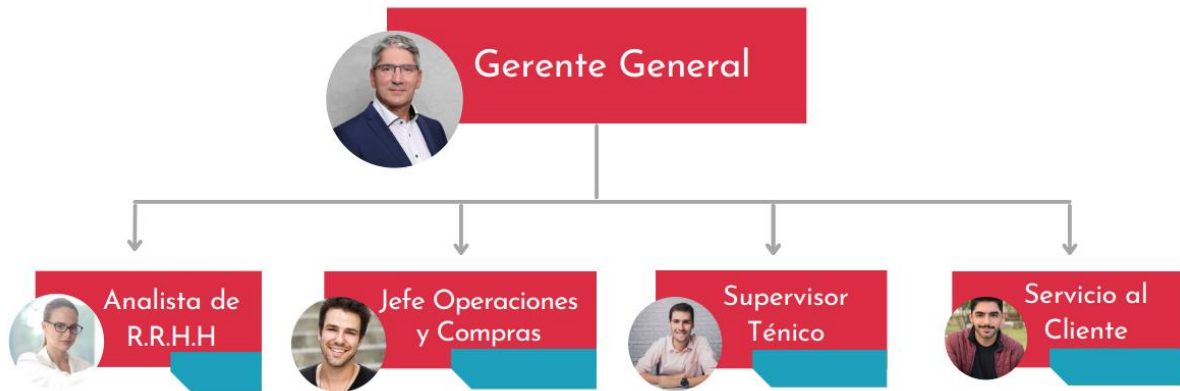 Gerente General
Analista de
R.R.H.H
Jefe Operaciones
y Compras
Supervisor
Ténico
Servicio al
Cliente